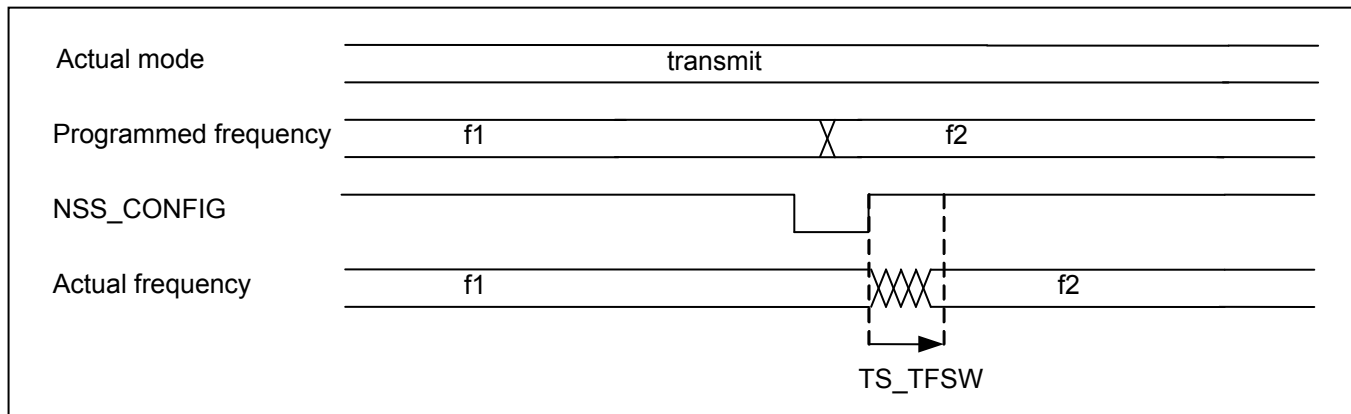 Actual mode
transmit
Programmed frequency
f1
f2
NSS_CONFIG
Actual frequency
f1
f2
TS_TFSW